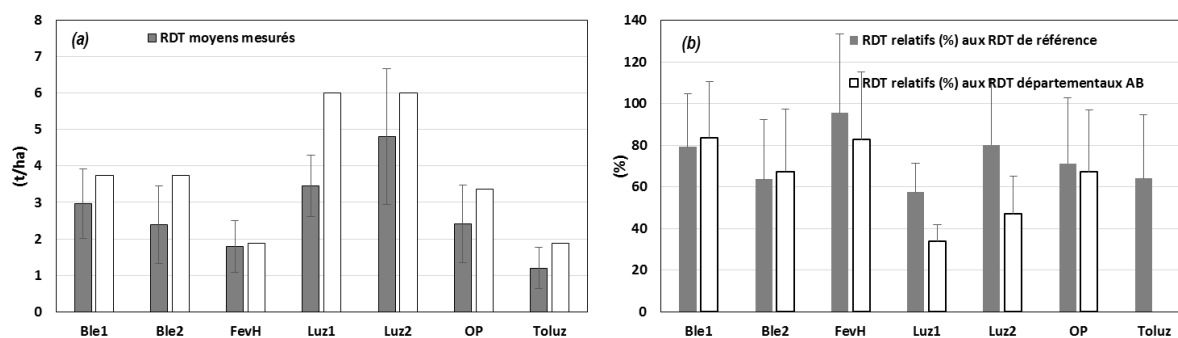 (a)
RDT moyens mesurés
8
7
6
5
4
3
2
1
0
(t/ha)
Ble1 Ble2 FevH Luz1 Luz2 OP Toluz
(b)
RDT relatifs (%) aux RDT de référence
RDT relatifs (%) aux RDT départementaux AB
140
120
100
80
60
40
20
0
(%)
Ble1 Ble2 FevH Luz1 Luz2 OP Toluz